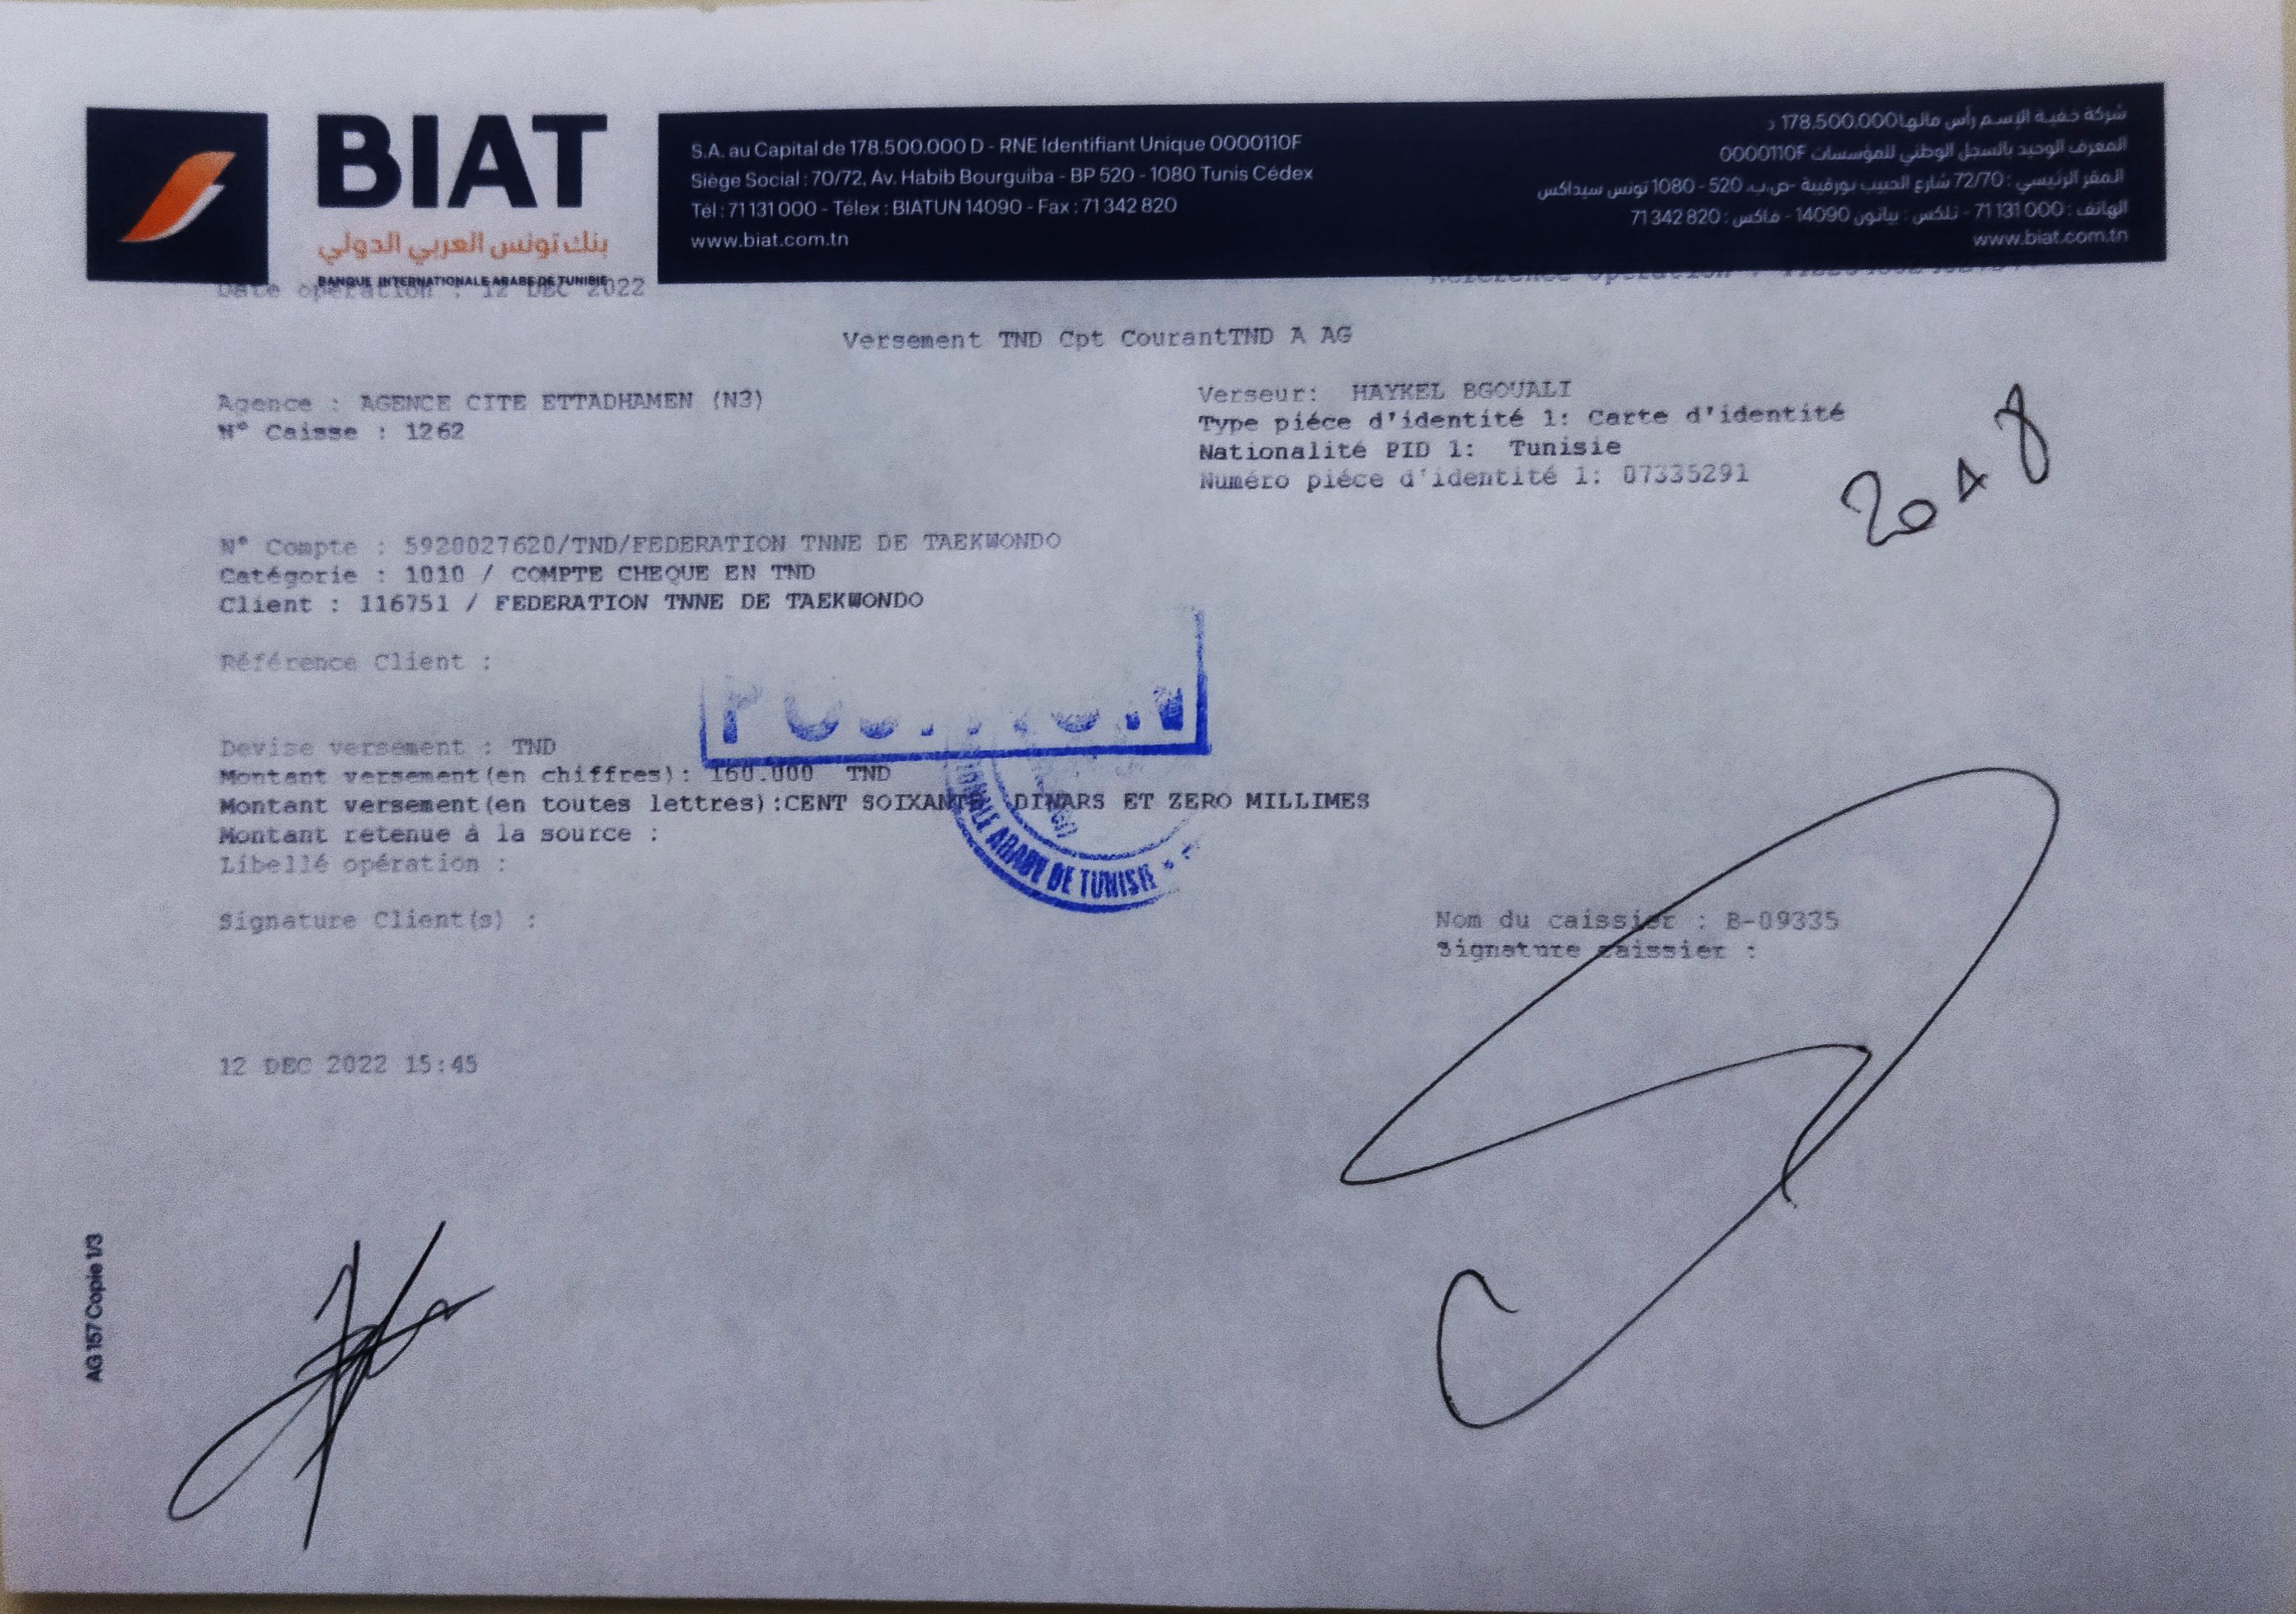 BIAT
بنك تونس العربي الدولي
BANQUE INTERNATIONALE ARABE DE TUNISIE
S.A. au Capital de 178.500.000 D - RNE Identifiant Unique 0000110F
Siège Social : 70/72, Av. Habib Bourguiba - BP 520 - 1080 Tunis Cédex
Tél : 71 131 000 - Télex : BIATUN 14090 - Fax : 71 342 820
www.biat.com.tn
شركة خفية الإسم رأس مالها 178.500.000 د
المعرف الوحيد بالسجل الوطني للمؤسسات 0000110F
المقر الرئيسي : 72/70 شارع الحبيب بورقيبة -ص.ب. 520 - 1080 تونس سيداكس
الهاتف : 000 131 71 - تلكس : بياتون 14090 - فاكس : 820 342 71
www.biat.com.tn
Date opération : 12 DEC 2022
Référence opération :
Versement TND Cpt CourantTND A AG
Agence : AGENCE CITE ETTADHAMEN (N3)
N° Caisse : 1262
Verseur: HAYKEL BGOUALI
Type piéce d'identité 1: Carte d'identité
Nationalité PID 1: Tunisie
Numéro piéce d'identité 1: 07335291
N° Compte : 5920027620/TND/FEDERATION TNNE DE TAEKWONDO
Catégorie : 1010 / COMPTE CHEQUE EN TND
Client : 116751 / FEDERATION TNNE DE TAEKWONDO
Référence Client :
Devise versement : TND
Montant versement(en chiffres): 160.000 TND
Montant versement(en toutes lettres):CENT SOIXANTE DINARS ET ZERO MILLIMES
Montant retenue à la source :
Libellé opération :
ARABE DE TUNISIE *
Signature Client(s) :
Nom du caissier : B-09335
Signature caissier :
12 DEC 2022 15:45
AG 157 Copie 1/3